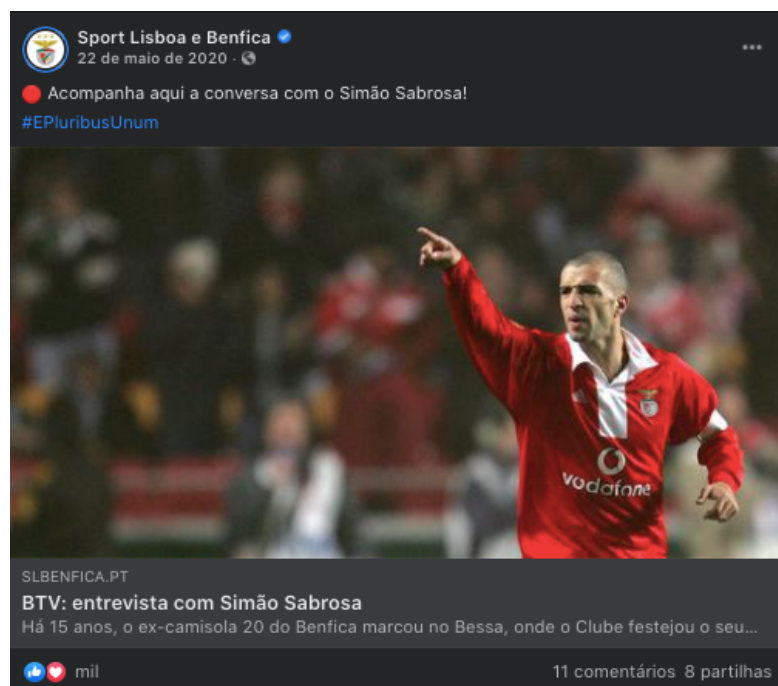 Sport Lisboa e Benfica
22 de maio de 2020 ·
Acompanha aqui a conversa com o Simão Sabrosa!
#EPluribusUnum
vodafone
SLBENFICA.PT
BTV: entrevista com Simão Sabrosa
Há 15 anos, o ex-camisola 20 do Benfica marcou no Bessa, onde o Clube festejou o seu...
mil
11 comentários 8 partilhas